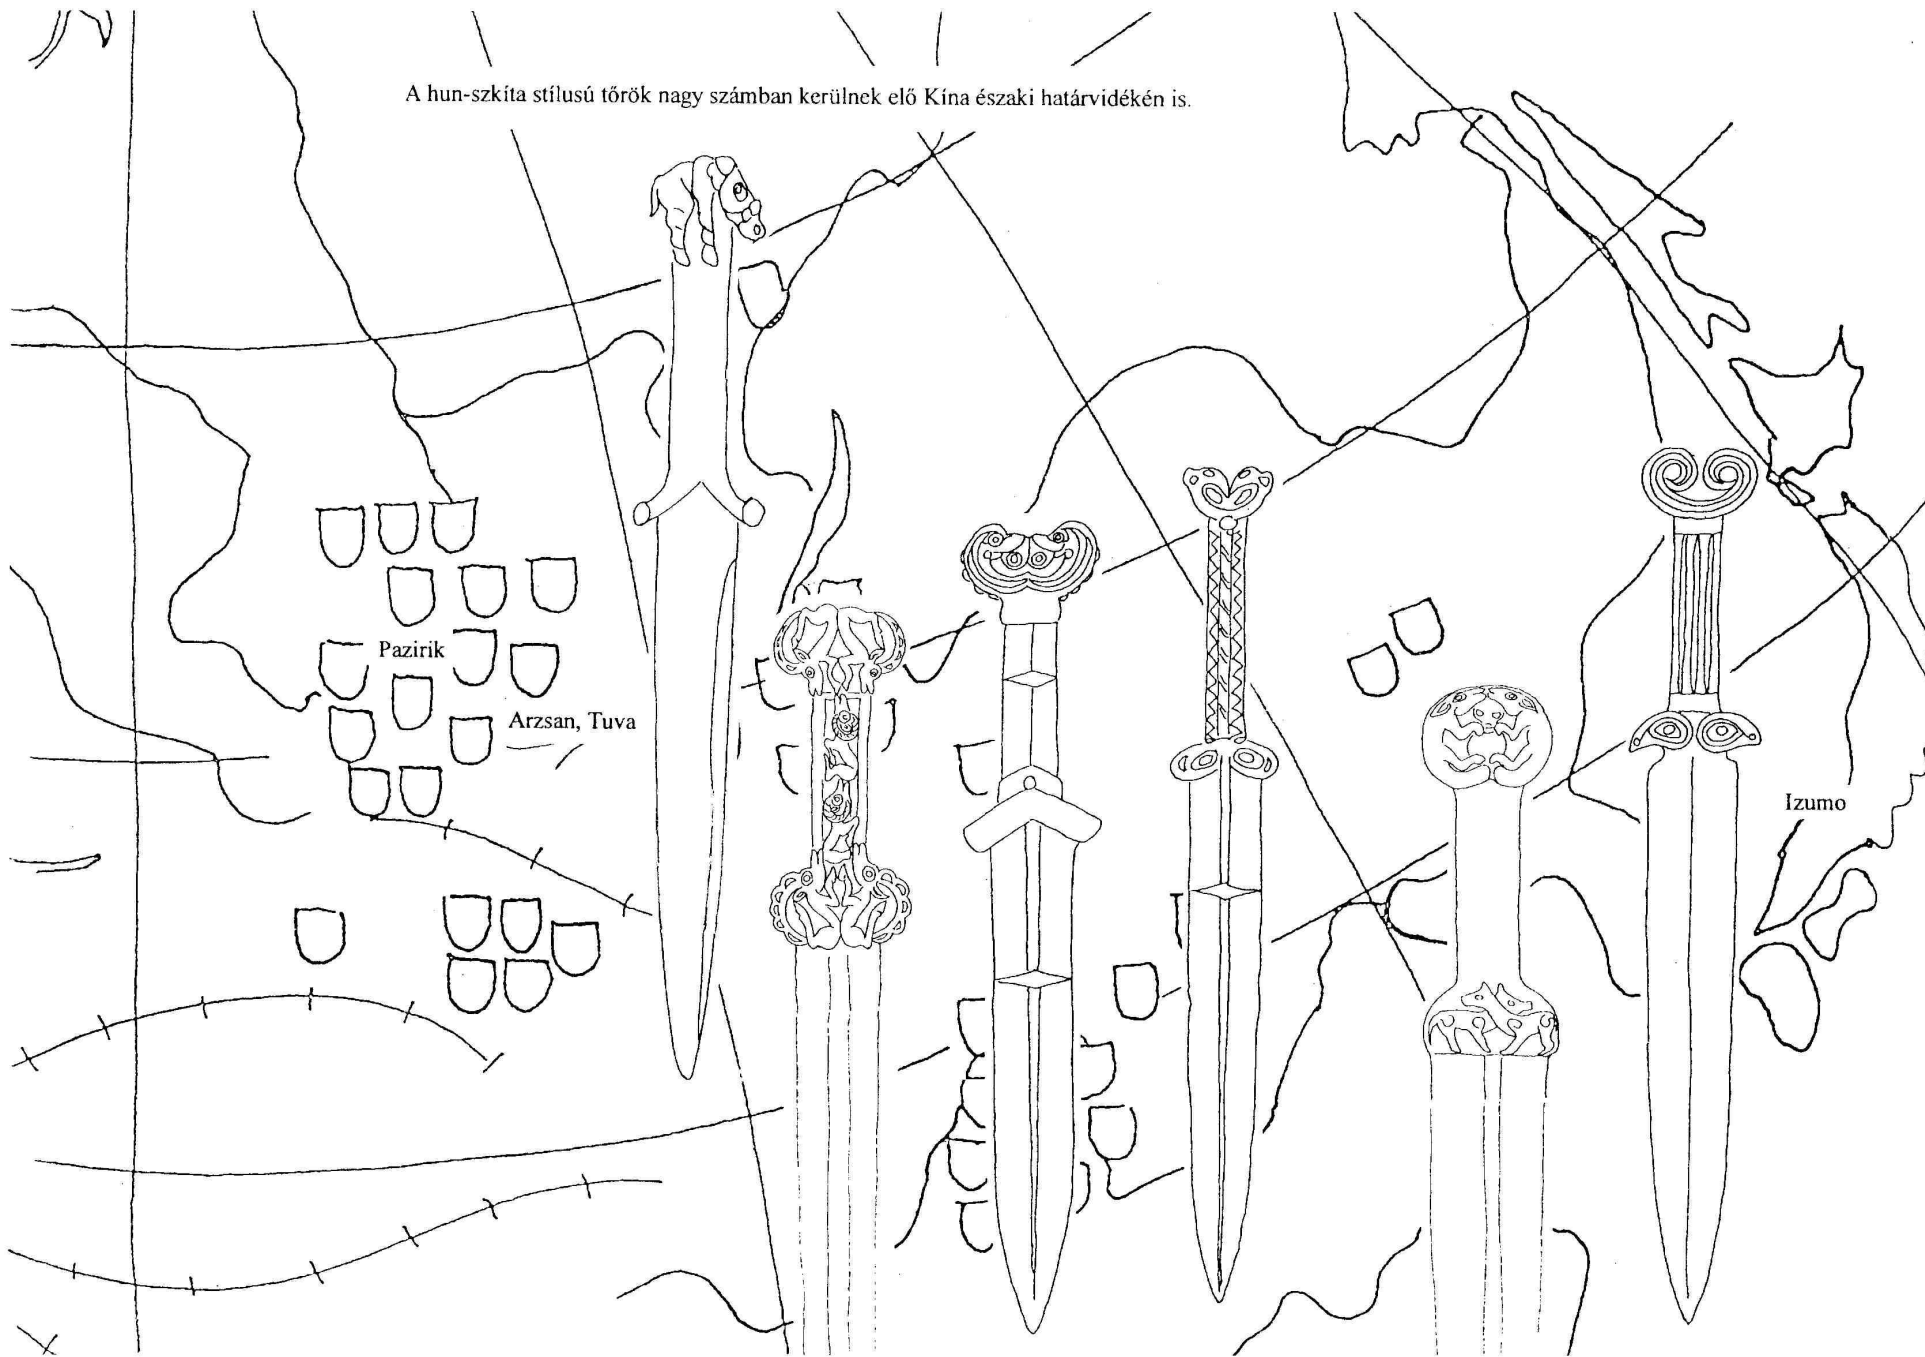 A hun-szkíta stílusú tőrök nagy számban kerülnek elő Kína északi határvidékén is.
Pazirik
Arzsan, Tuva
Izumo